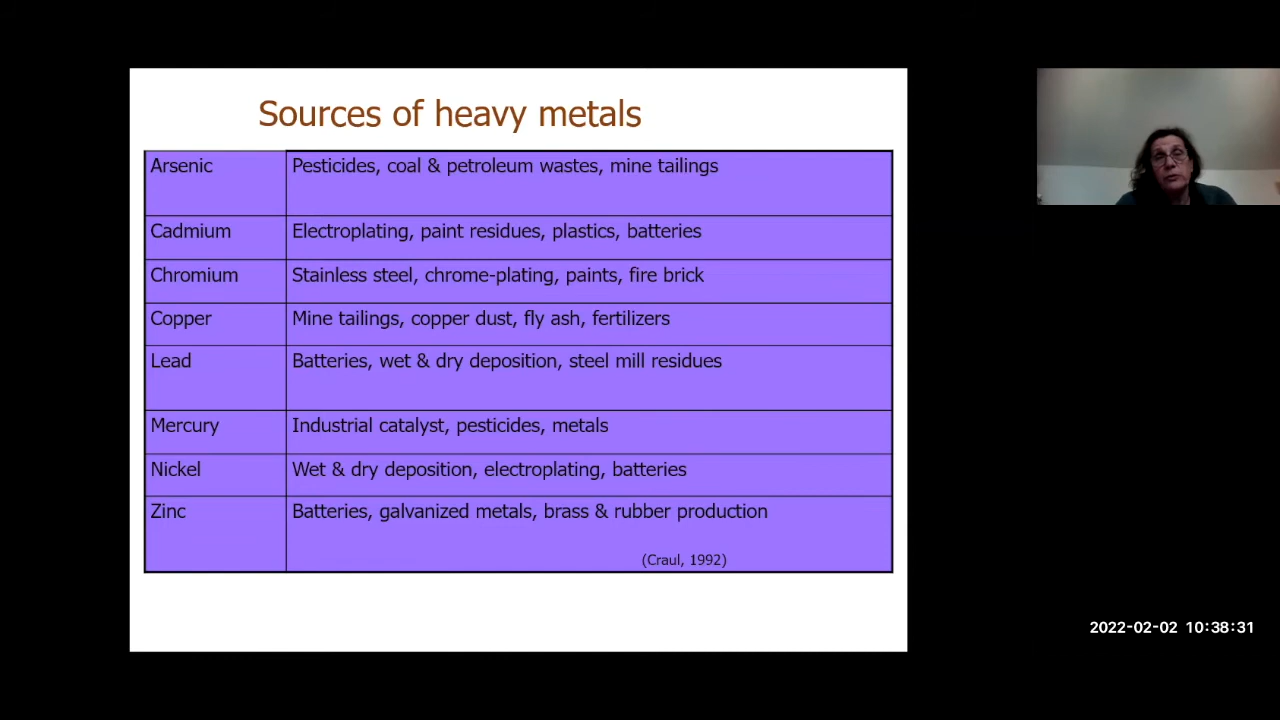 Sources of heavy metals
Arsenic Pesticides, coal & petroleum wastes, mine tailings
Cadmium Electroplating, paint residues, plastics, batteries
Chromium Stainless steel, chrome-plating, paints, fire brick
Copper Mine tailings, copper dust, fly ash, fertilizers
Lead Batteries, wet & dry deposition, steel mill residues
Mercury Industrial catalyst, pesticides, metals
Nickel Wet & dry deposition, electroplating, batteries
Zinc Batteries, galvanized metals, brass & rubber production
(Craul, 1992)
2022-02-02 10:38:31